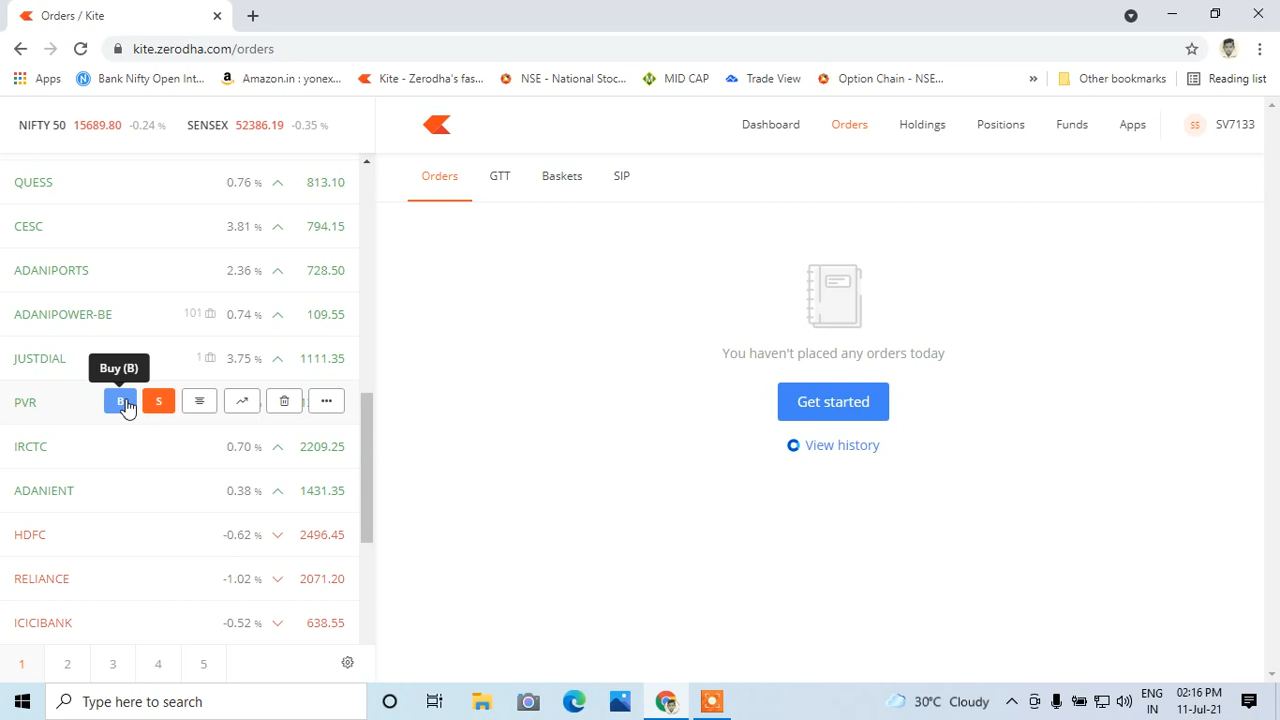 Orders / Kite
kite.zerodha.com/orders
Apps
Bank Nifty Open Int...
Amazon.in : yonex...
Kite - Zerodha's fas...
NSE - National Stoc...
MID CAP
Trade View
Option Chain - NSE...
»
Other bookmarks
Reading list
NIFTY 50 15689.80 -0.24 %
SENSEX 52386.19 -0.35 %
Dashboard
Orders
Holdings
Positions
Funds
Apps
SS
SV7133
Orders
GTT
Baskets
SIP
QUESS 0.76 % 813.10
CESC 3.81 % 794.15
ADANIPORTS 2.36 % 728.50
ADANIPOWER-BE 101 0.74 % 109.55
JUSTDIAL 1 3.75 % 1111.35
Buy (B)
PVR B S
IRCTC 0.70 % 2209.25
ADANIENT 0.38 % 1431.35
HDFC -0.62 % 2496.45
RELIANCE -1.02 % 2071.20
ICICIBANK -0.52 % 638.55
1 2 3 4 5
You haven't placed any orders today
Get started
View history
Type here to search
30°C Cloudy
ENG
IN
02:16 PM
11-Jul-21